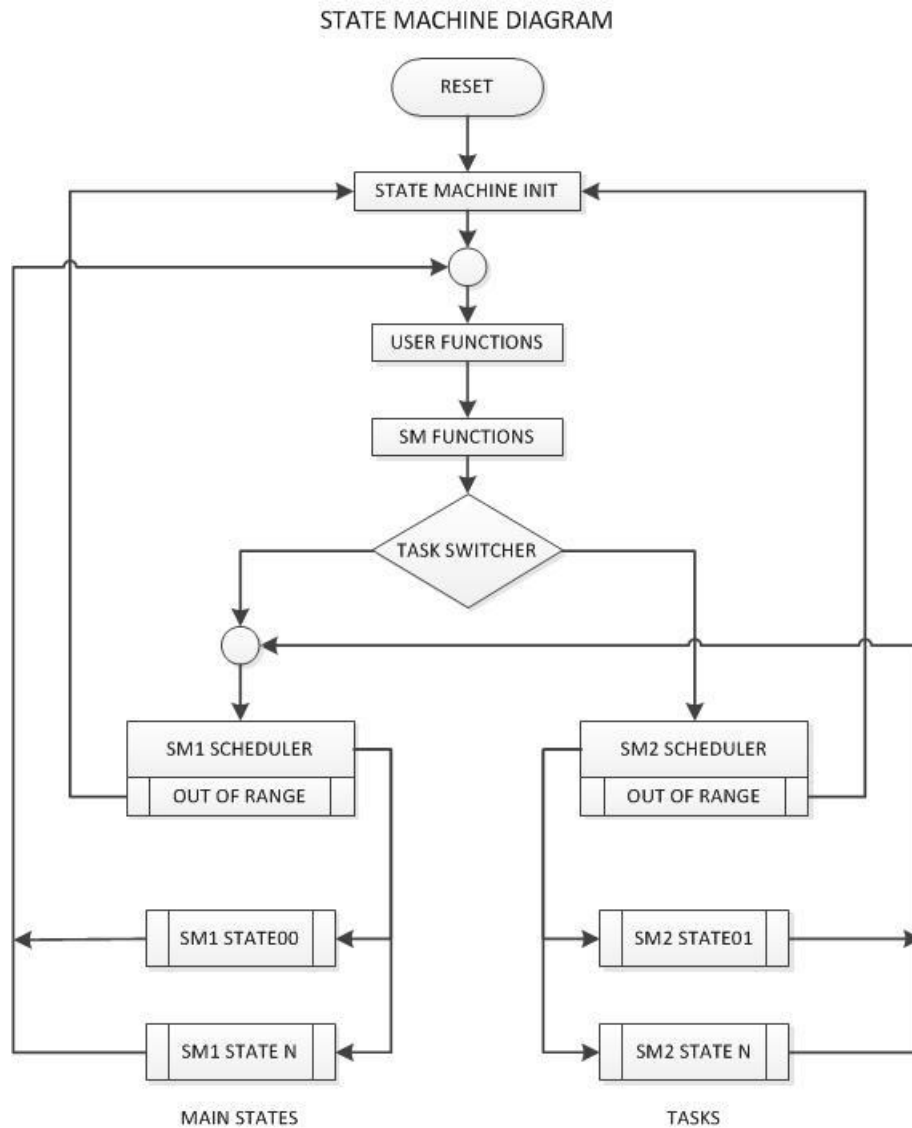 STATE MACHINE DIAGRAM
RESET
STATE MACHINE INIT
USER FUNCTIONS
SM FUNCTIONS
TASK SWITCHER
SM1 SCHEDULER
OUT OF RANGE
SM2 SCHEDULER
OUT OF RANGE
SM1 STATE00
SM2 STATE01
SM1 STATE N
SM2 STATE N
MAIN STATES
TASKS